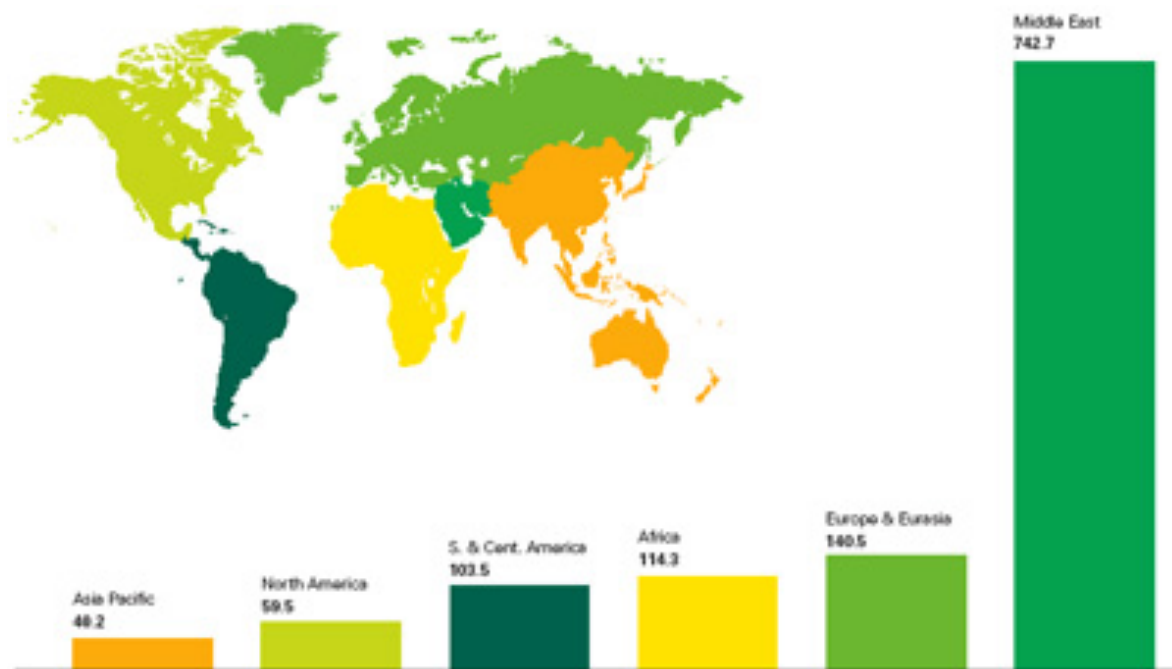 Middle East
742.7
Europe & Eurasia
140.5
Africa
114.3
S. & Cent. America
103.5
North America
59.5
Asia Pacific
40.2